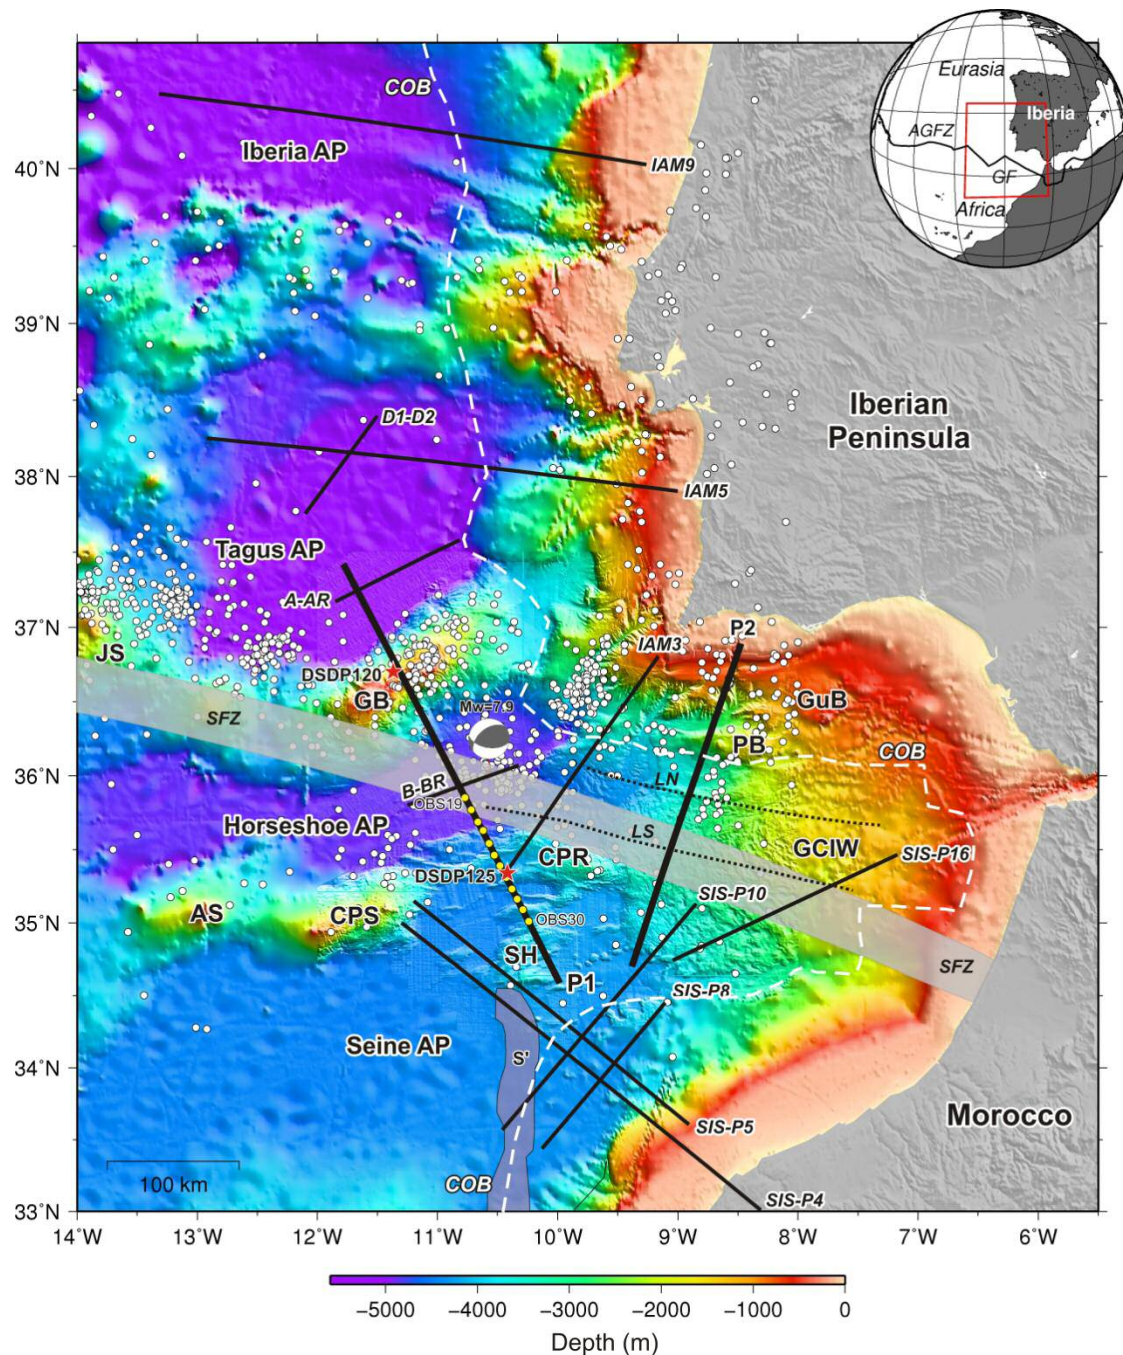 Eurasia
Iberia
AGFZ
GF
Africa
COB
Iberia AP
IAM9
40°N
39°N
Iberian
Peninsula
D1-D2
38°N
IAM5
Tagus AP
A-AR
37°N
P2
IAM3
JS
DSDP120
GB
SFZ
Mw=7.9
GuB
PB
COB
36°N
LN
B-BR
OBS19
Horseshoe AP
LS
CPR
GCIW
SIS-P16
DSDP125
SIS-P10
35°N
AS
CPS
OBS30
SH
P1
SFZ
SIS-P8
Seine AP
S'
34°N
SIS-P5
Morocco
COB
100 km
SIS-P4
33°N
14°W 13°W 12°W 11°W 10°W 9°W 8°W 7°W 6°W
−5000 −4000 −3000 −2000 −1000 0
Depth (m)